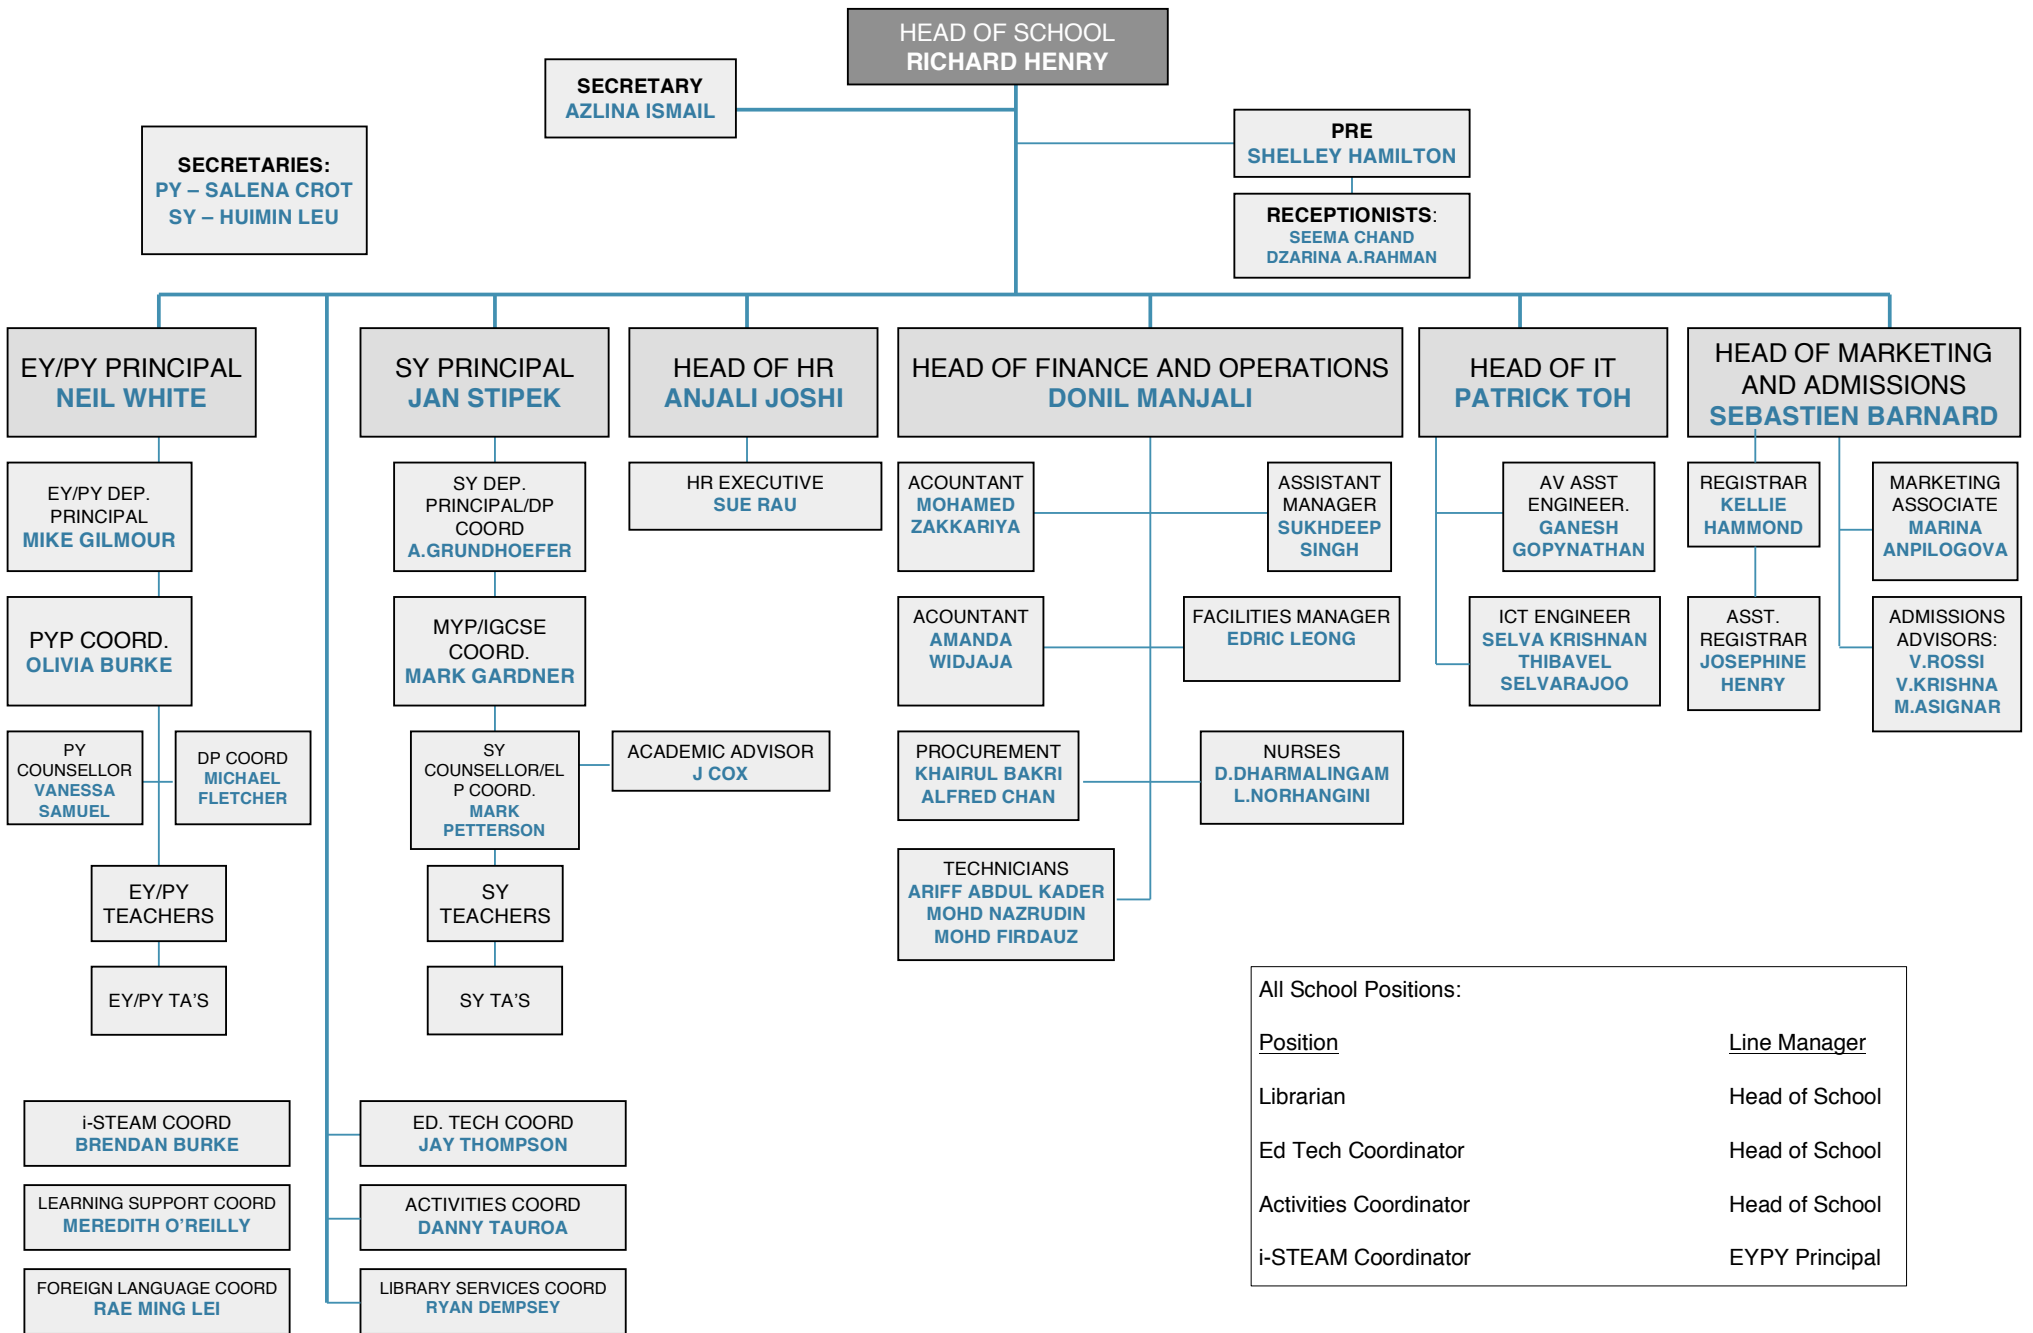 HEAD OF SCHOOL
RICHARD HENRY
SECRETARY
AZLINA ISMAIL
PRE
SHELLEY HAMILTON
SECRETARIES:
PY – SALENA CROT
SY – HUIMIN LEU
RECEPTIONISTS:
SEEMA CHAND
DZARINA A.RAHMAN
EY/PY PRINCIPAL
NEIL WHITE
SY PRINCIPAL
JAN STIPEK
HEAD OF HR
ANJALI JOSHI
HEAD OF FINANCE AND OPERATIONS
DONIL MANJALI
HEAD OF IT
PATRICK TOH
HEAD OF MARKETING
AND ADMISSIONS
SEBASTIEN BARNARD
EY/PY DEP.
PRINCIPAL
MIKE GILMOUR
SY DEP.
PRINCIPAL/DP
COORD
A.GRUNDHOEFER
HR EXECUTIVE
SUE RAU
ACOUNTANT
MOHAMED
ZAKKARIYA
ASSISTANT
MANAGER
SUKHDEEP
SINGH
AV ASST
ENGINEER.
GANESH
GOPYNATHAN
REGISTRAR
KELLIE
HAMMOND
MARKETING
ASSOCIATE
MARINA
ANPILOGOVA
PYP COORD.
OLIVIA BURKE
MYP/IGCSE
COORD.
MARK GARDNER
ACOUNTANT
AMANDA
WIDJAJA
FACILITIES MANAGER
EDRIC LEONG
ICT ENGINEER
SELVA KRISHNAN
THIBAVEL
SELVARAJOO
ASST.
REGISTRAR
JOSEPHINE
HENRY
ADMISSIONS
ADVISORS:
V.ROSSI
V.KRISHNA
M.ASIGNAR
PY
COUNSELLOR
VANESSA
SAMUEL
DP COORD
MICHAEL
FLETCHER
SY
COUNSELLOR/EL
P COORD.
MARK
PETTERSON
ACADEMIC ADVISOR
J COX
PROCUREMENT
KHAIRUL BAKRI
ALFRED CHAN
NURSES
D.DHARMALINGAM
L.NORHANGINI
EY/PY
TEACHERS
SY
TEACHERS
TECHNICIANS
ARIFF ABDUL KADER
MOHD NAZRUDIN
MOHD FIRDAUZ
EY/PY TA’S
SY TA’S
i-STEAM COORD
BRENDAN BURKE
ED. TECH COORD
JAY THOMPSON
LEARNING SUPPORT COORD
MEREDITH O’REILLY
ACTIVITIES COORD
DANNY TAUROA
FOREIGN LANGUAGE COORD
RAE MING LEI
LIBRARY SERVICES COORD
RYAN DEMPSEY
All School Positions:
Position Line Manager
Librarian Head of School
Ed Tech Coordinator Head of School
Activities Coordinator Head of School
i-STEAM Coordinator EYPY Principal